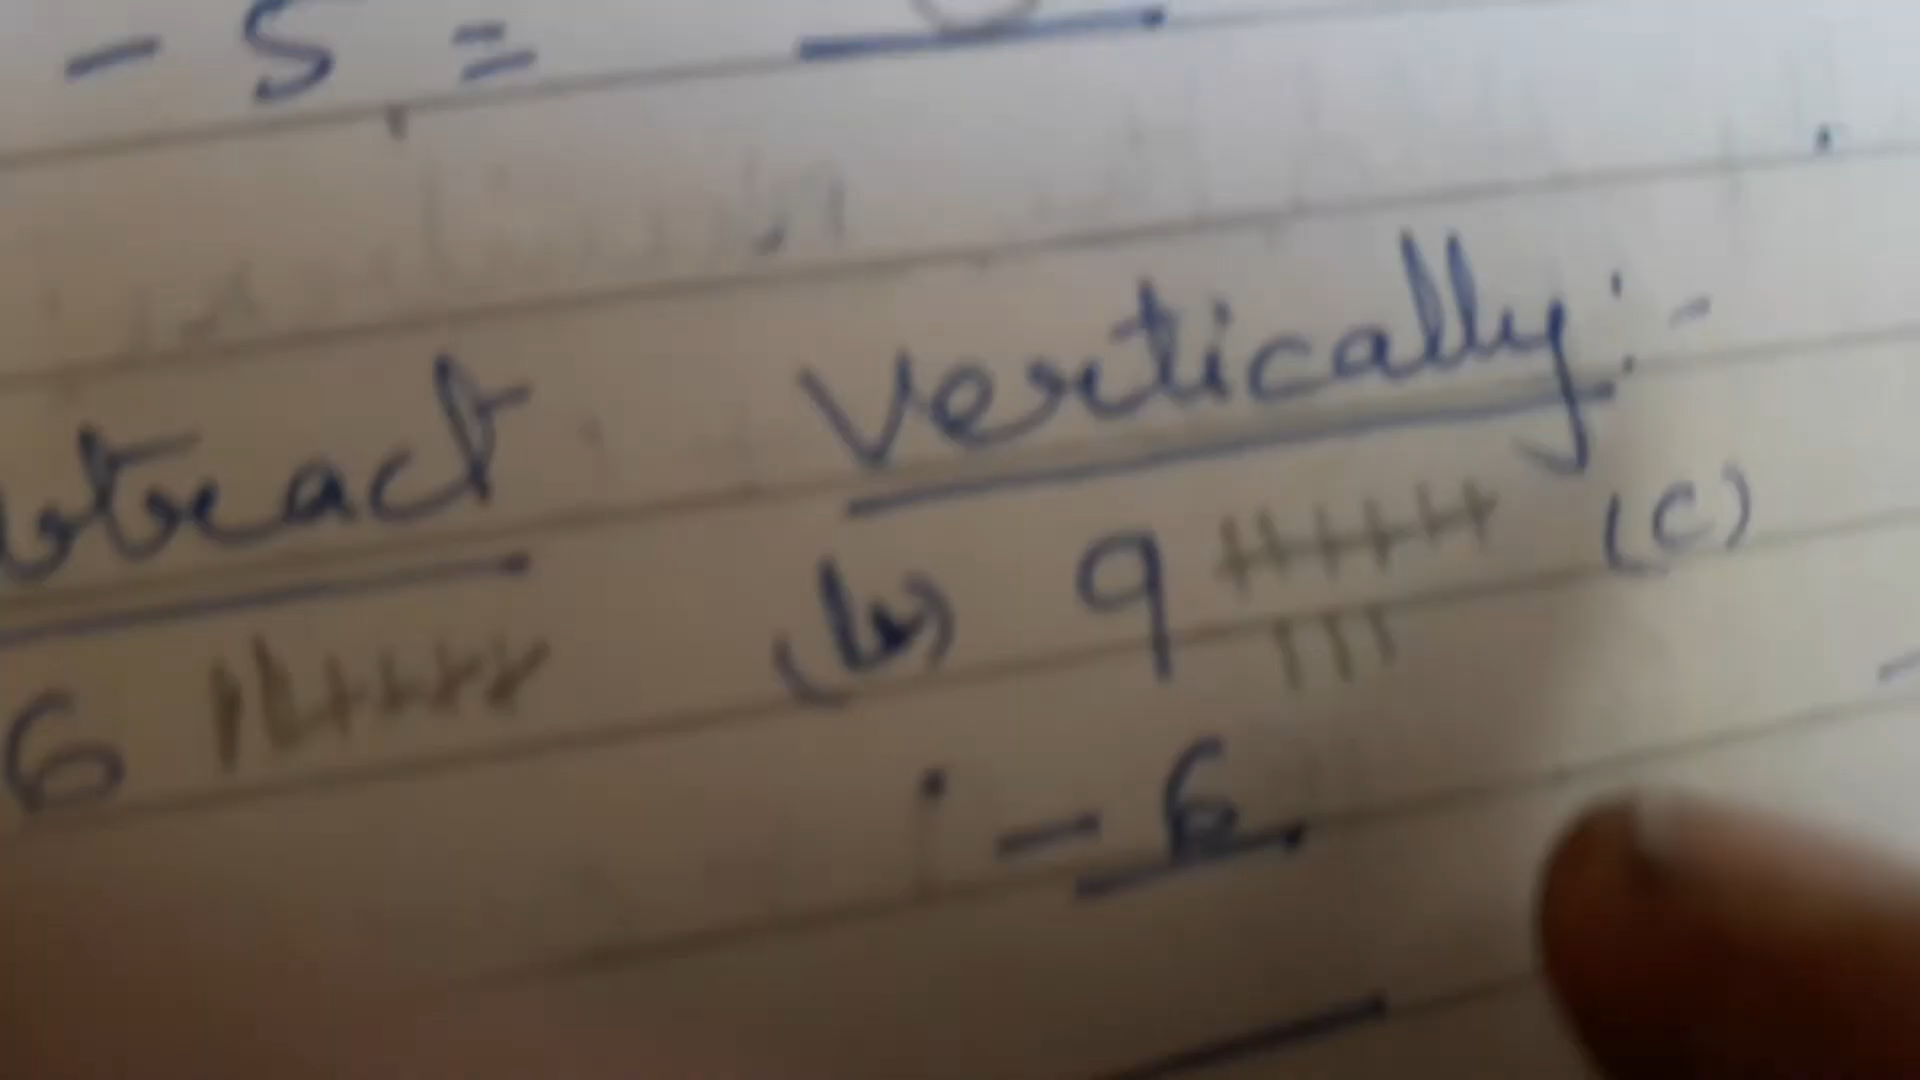 - 5 =
btract Vertically:-
6 (b) 9 (c)
- 6